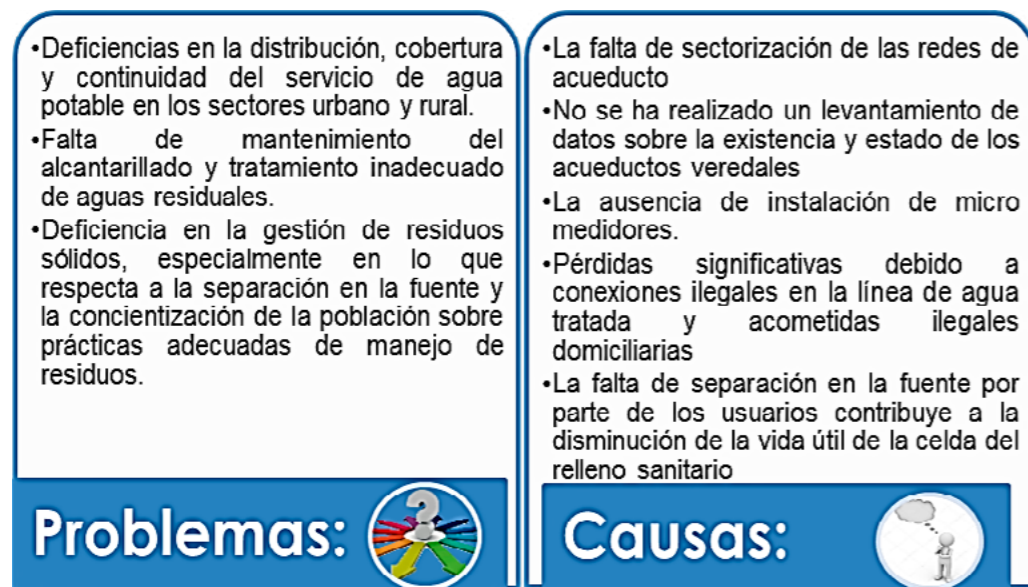 •Deficiencias en la distribución, cobertura
y continuidad del servicio de agua
potable en los sectores urbano y rural.
•Falta de mantenimiento del
alcantarillado y tratamiento inadecuado
de aguas residuales.
•Deficiencia en la gestión de residuos
sólidos, especialmente en lo que
respecta a la separación en la fuente y
la concientización de la población sobre
prácticas adecuadas de manejo de
residuos.
Problemas:
•La falta de sectorización de las redes de
acueducto
•No se ha realizado un levantamiento de
datos sobre la existencia y estado de los
acueductos veredales
•La ausencia de instalación de micro
medidores.
•Pérdidas significativas debido a
conexiones ilegales en la línea de agua
tratada y acometidas ilegales
domiciliarias
•La falta de separación en la fuente por
parte de los usuarios contribuye a la
disminución de la vida útil de la celda del
relleno sanitario
Causas: